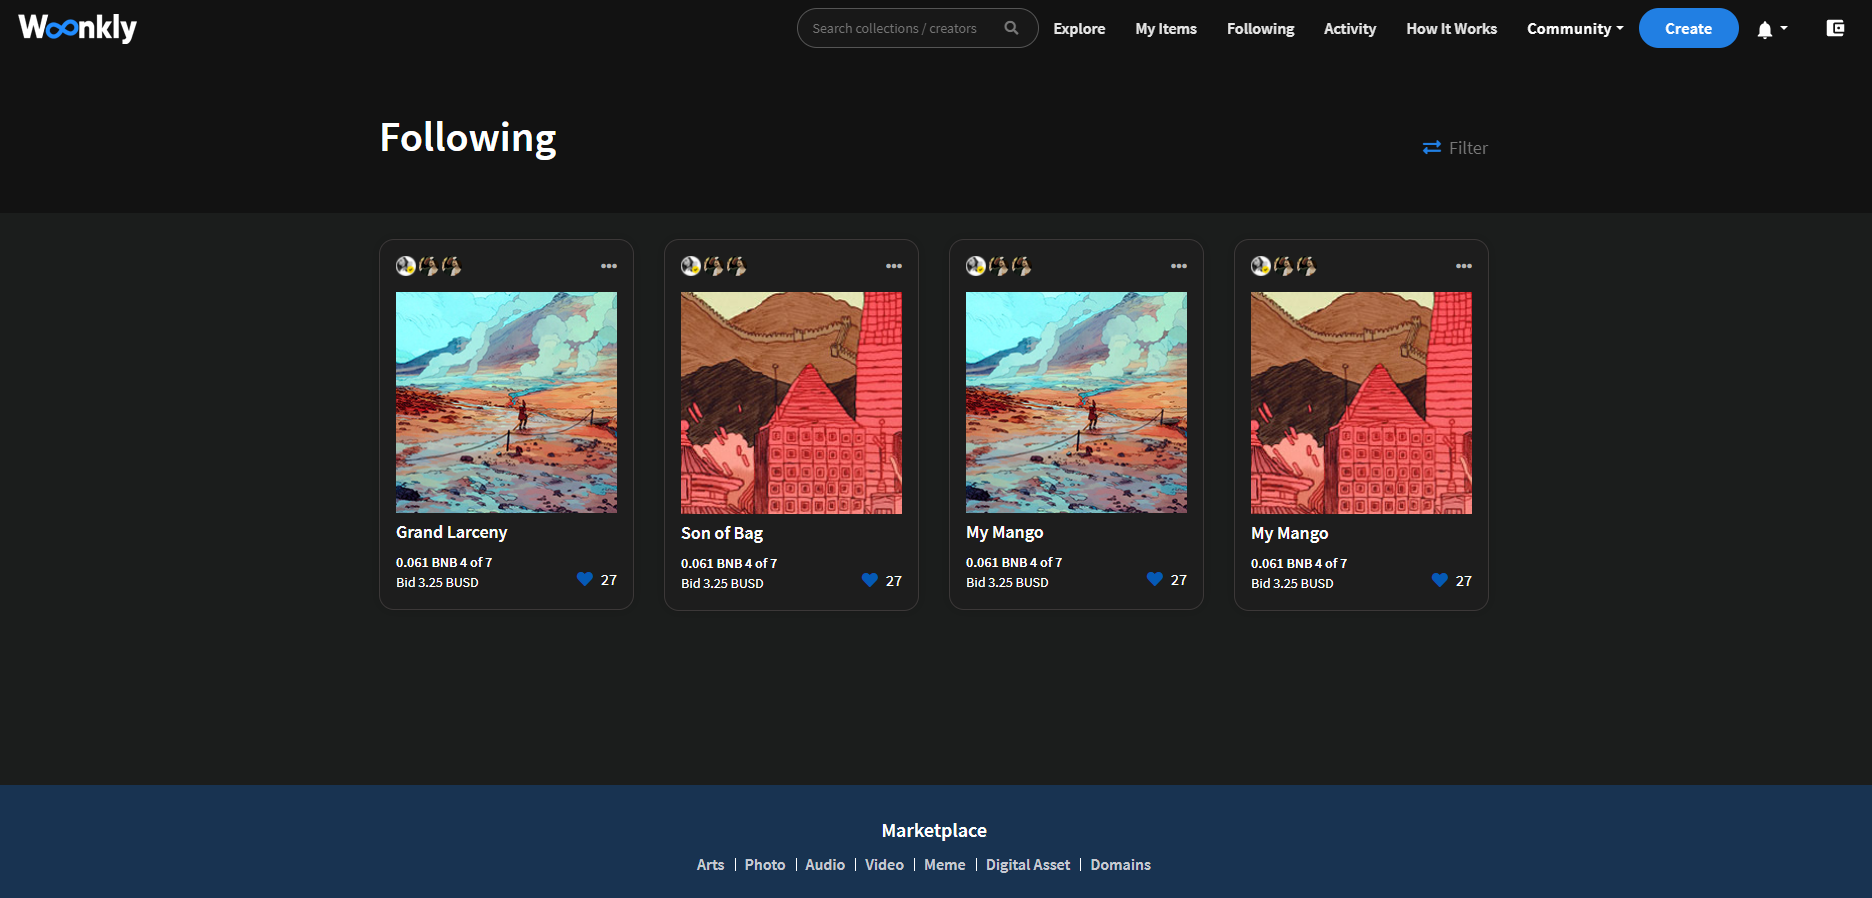 Woonkly
Search collections / creators
Explore
My Items
Following
Activity
How It Works
Community
Create
Following
Filter
Grand Larceny
0.061 BNB 4 of 7
Bid 3.25 BUSD
27
Son of Bag
0.061 BNB 4 of 7
Bid 3.25 BUSD
27
My Mango
0.061 BNB 4 of 7
Bid 3.25 BUSD
27
My Mango
0.061 BNB 4 of 7
Bid 3.25 BUSD
27
Marketplace
Arts | Photo | Audio | Video | Meme | Digital Asset | Domains